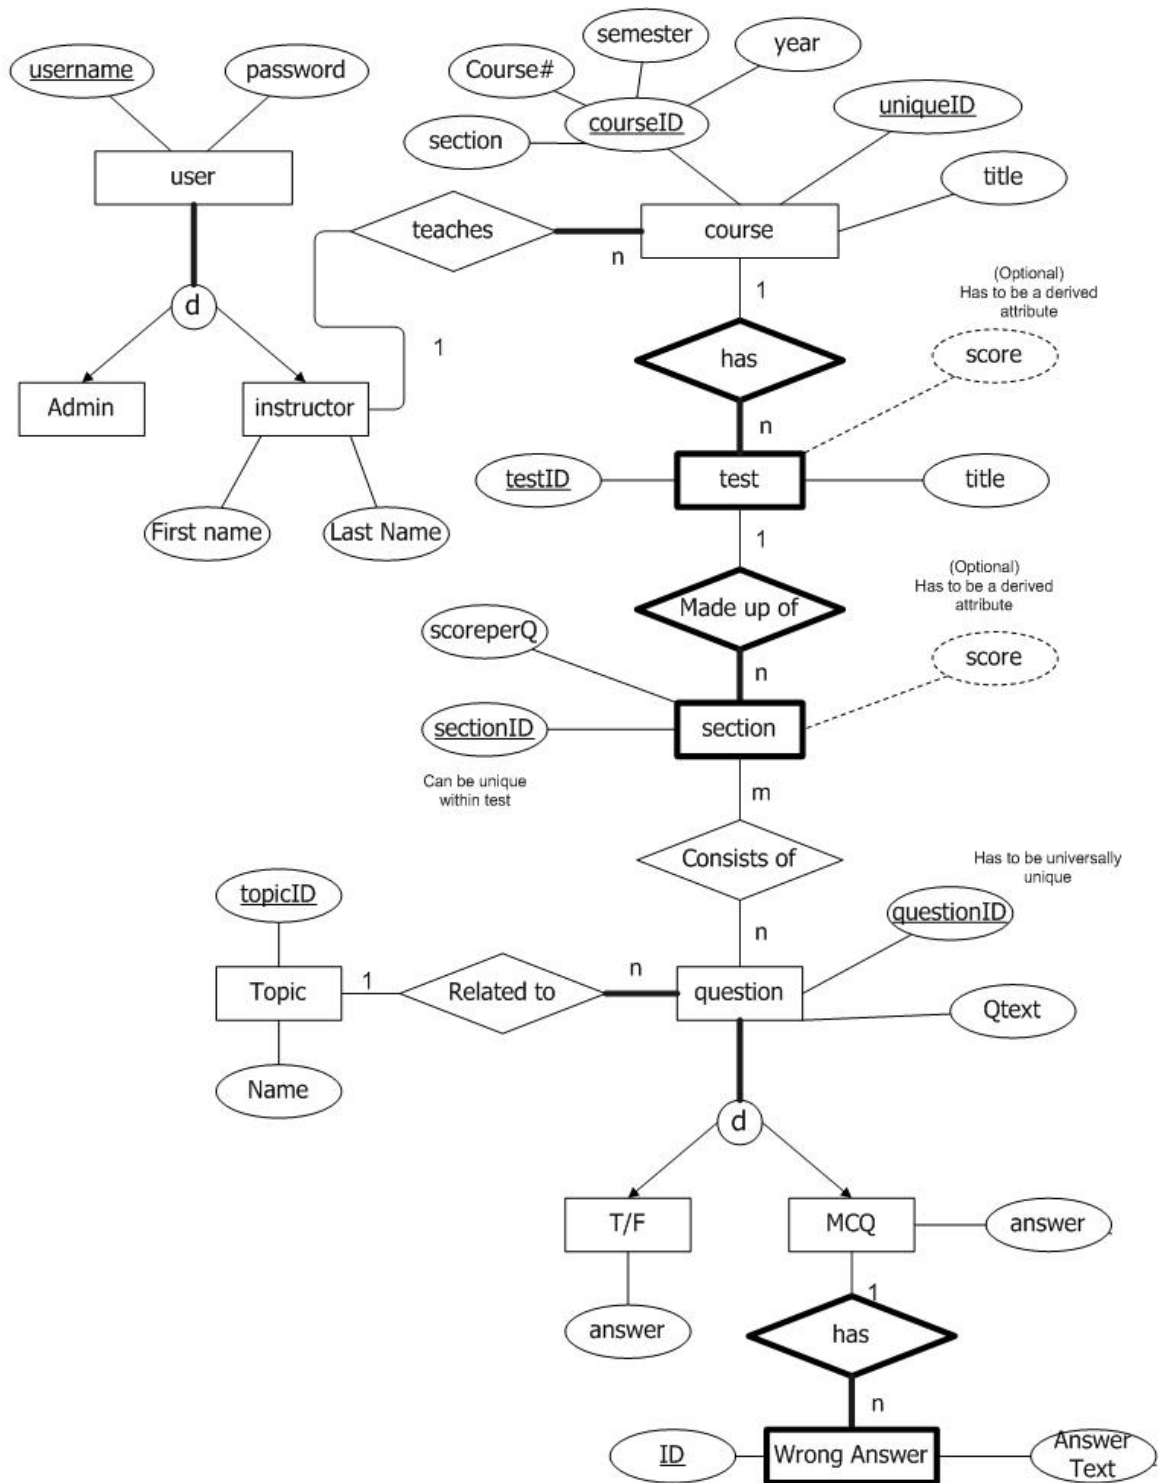 semester
year
username
password
Course#
courseID
uniqueID
section
user
title
teaches
course
n
(Optional)
Has to be a derived
attribute
1
d
score
1
has
Admin
instructor
n
testID
test
title
First name
Last Name
1
(Optional)
Has to be a derived
attribute
Made up of
scoreperQ
score
n
sectionID
section
Can be unique
within test
m
Consists of
Has to be universally
unique
topicID
questionID
n
n
1
Topic
Related to
question
Qtext
Name
d
T/F
MCQ
answer
1
answer
has
n
ID
Wrong Answer
Answer
Text